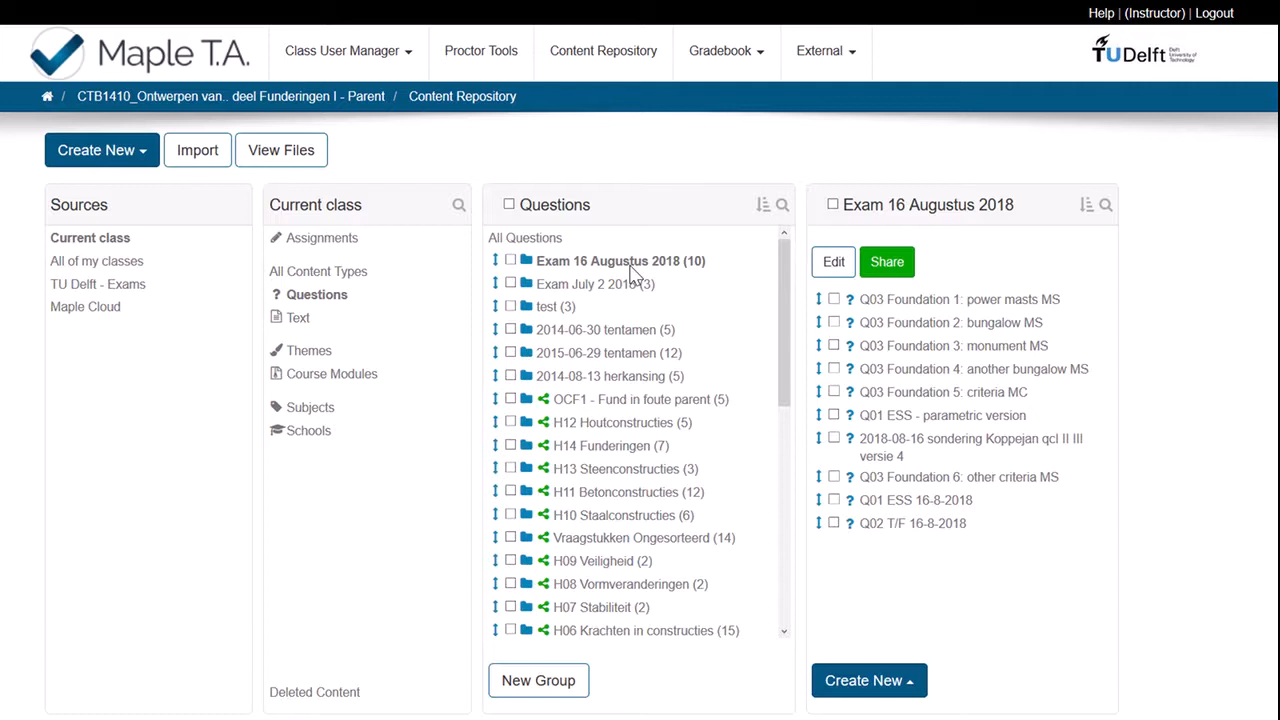 Help | (Instructor) | Logout
Maple T.A.
Class User Manager
Proctor Tools
Content Repository
Gradebook
External
TUDelft
Delft
University of
Technology
/ CTB1410_Ontwerpen van.. deel Funderingen I - Parent / Content Repository
Create New
Import
View Files
Sources
Current class
All of my classes
TU Delft - Exams
Maple Cloud
Current class
Assignments
All Content Types
? Questions
Text
Themes
Course Modules
Subjects
Schools
Deleted Content
Questions
All Questions
Exam 16 Augustus 2018 (10)
Exam July 2 (3)
test (3)
2014-06-30 tentamen (5)
2015-06-29 tentamen (12)
2014-08-13 herkansing (5)
OCF1 - Fund in foute parent (5)
H12 Houtconstructies (5)
H14 Funderingen (7)
H13 Steenconstructies (3)
H11 Betonconstructies (12)
H10 Staalconstructies (6)
Vraagstukken Ongesorteerd (14)
H09 Veiligheid (2)
H08 Vormveranderingen (2)
H07 Stabiliteit (2)
H06 Krachten in constructies (15)
New Group
Exam 16 Augustus 2018
Edit
Share
? Q03 Foundation 1: power masts MS
? Q03 Foundation 2: bungalow MS
? Q03 Foundation 3: monument MS
? Q03 Foundation 4: another bungalow MS
? Q03 Foundation 5: criteria MC
? Q01 ESS - parametric version
? 2018-08-16 sondering Koppejan qcl II III
versie 4
? Q03 Foundation 6: other criteria MS
? Q01 ESS 16-8-2018
? Q02 T/F 16-8-2018
Create New